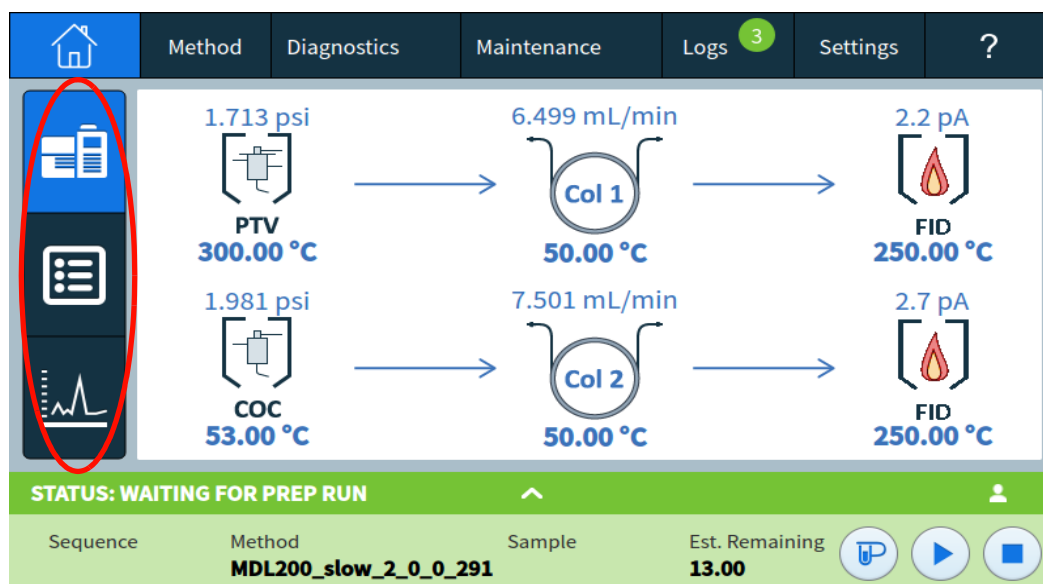 Method Diagnostics Maintenance Logs 3 Settings ?
1.713 psi 6.499 mL/min 2.2 pA
Col 1
PTV FID
300.00 °C 50.00 °C 250.00 °C
1.981 psi 7.501 mL/min 2.7 pA
Col 2
COC FID
53.00 °C 50.00 °C 250.00 °C
STATUS: WAITING FOR PREP RUN
Sequence Method Sample Est. Remaining
MDL200_slow_2_0_0_291 13.00